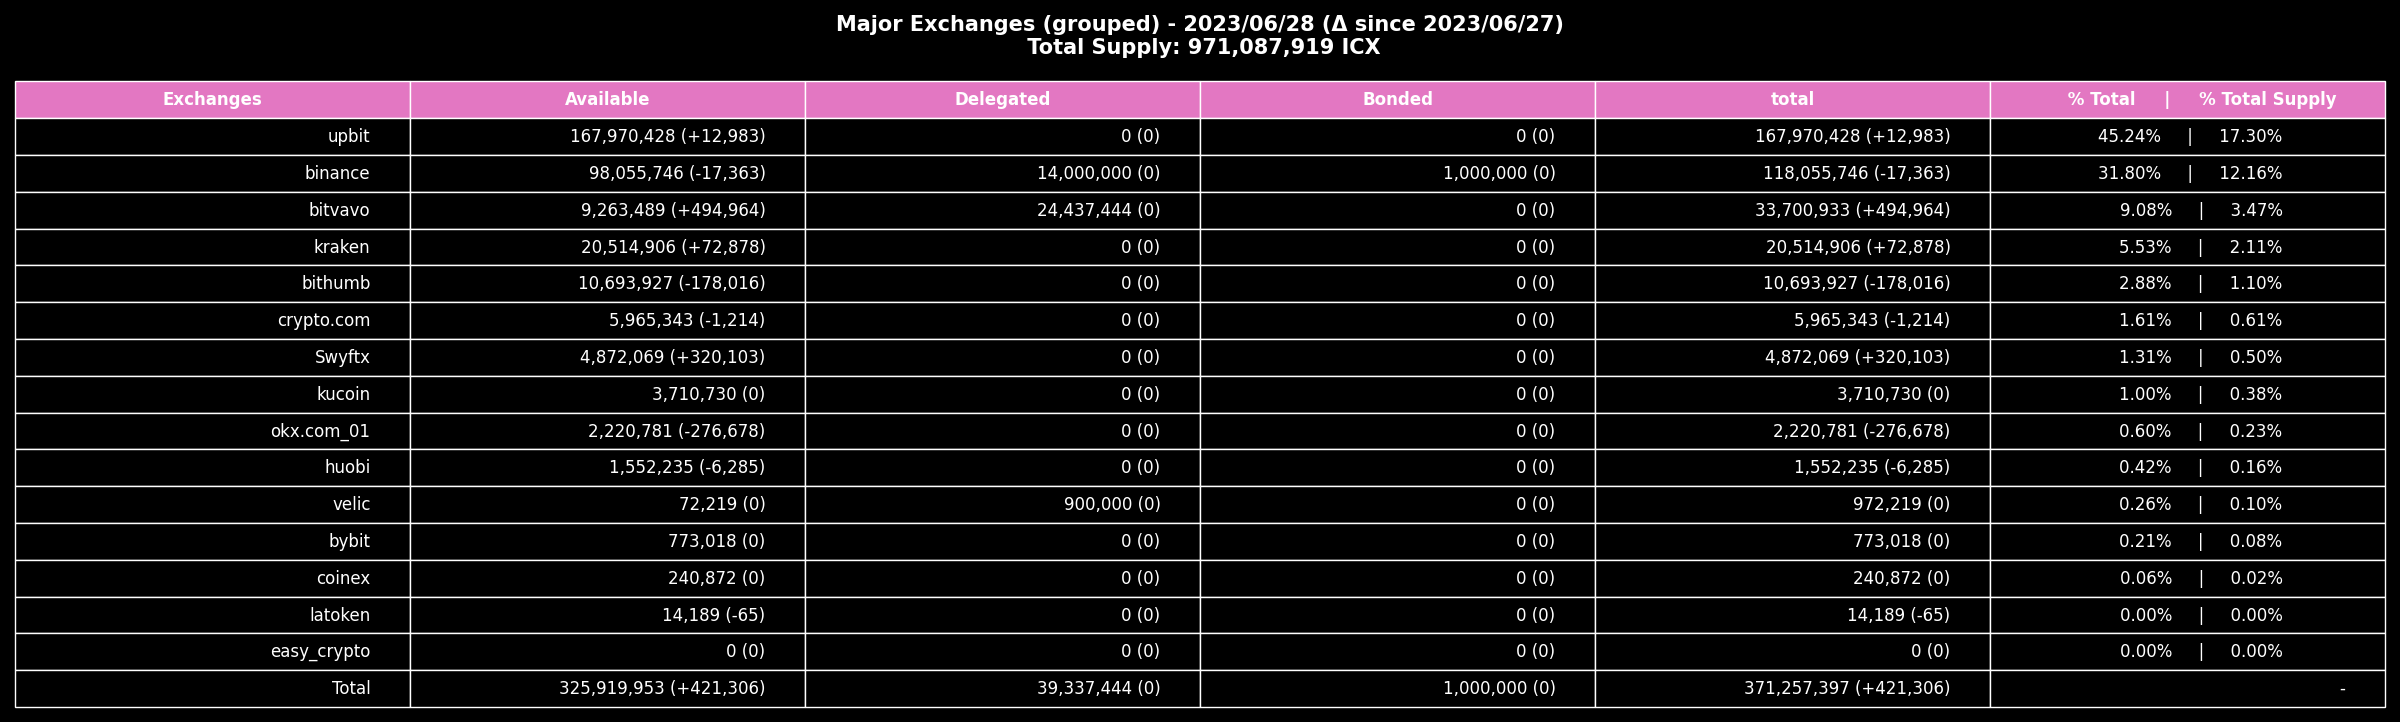 Major Exchanges (grouped) - 2023/06/28 (Δ since 2023/06/27)
Total Supply: 971,087,919 ICX
Exchanges Available Delegated Bonded total % Total | % Total Supply
upbit 167,970,428 (+12,983) 0 (0) 0 (0) 167,970,428 (+12,983) 45.24% | 17.30%
binance 98,055,746 (-17,363) 14,000,000 (0) 1,000,000 (0) 118,055,746 (-17,363) 31.80% | 12.16%
bitvavo 9,263,489 (+494,964) 24,437,444 (0) 0 (0) 33,700,933 (+494,964) 9.08% | 3.47%
kraken 20,514,906 (+72,878) 0 (0) 0 (0) 20,514,906 (+72,878) 5.53% | 2.11%
bithumb 10,693,927 (-178,016) 0 (0) 0 (0) 10,693,927 (-178,016) 2.88% | 1.10%
crypto.com 5,965,343 (-1,214) 0 (0) 0 (0) 5,965,343 (-1,214) 1.61% | 0.61%
Swyftx 4,872,069 (+320,103) 0 (0) 0 (0) 4,872,069 (+320,103) 1.31% | 0.50%
kucoin 3,710,730 (0) 0 (0) 0 (0) 3,710,730 (0) 1.00% | 0.38%
okx.com_01 2,220,781 (-276,678) 0 (0) 0 (0) 2,220,781 (-276,678) 0.60% | 0.23%
huobi 1,552,235 (-6,285) 0 (0) 0 (0) 1,552,235 (-6,285) 0.42% | 0.16%
velic 72,219 (0) 900,000 (0) 0 (0) 972,219 (0) 0.26% | 0.10%
bybit 773,018 (0) 0 (0) 0 (0) 773,018 (0) 0.21% | 0.08%
coinex 240,872 (0) 0 (0) 0 (0) 240,872 (0) 0.06% | 0.02%
latoken 14,189 (-65) 0 (0) 0 (0) 14,189 (-65) 0.00% | 0.00%
easy_crypto 0 (0) 0 (0) 0 (0) 0 (0) 0.00% | 0.00%
Total 325,919,953 (+421,306) 39,337,444 (0) 1,000,000 (0) 371,257,397 (+421,306) -